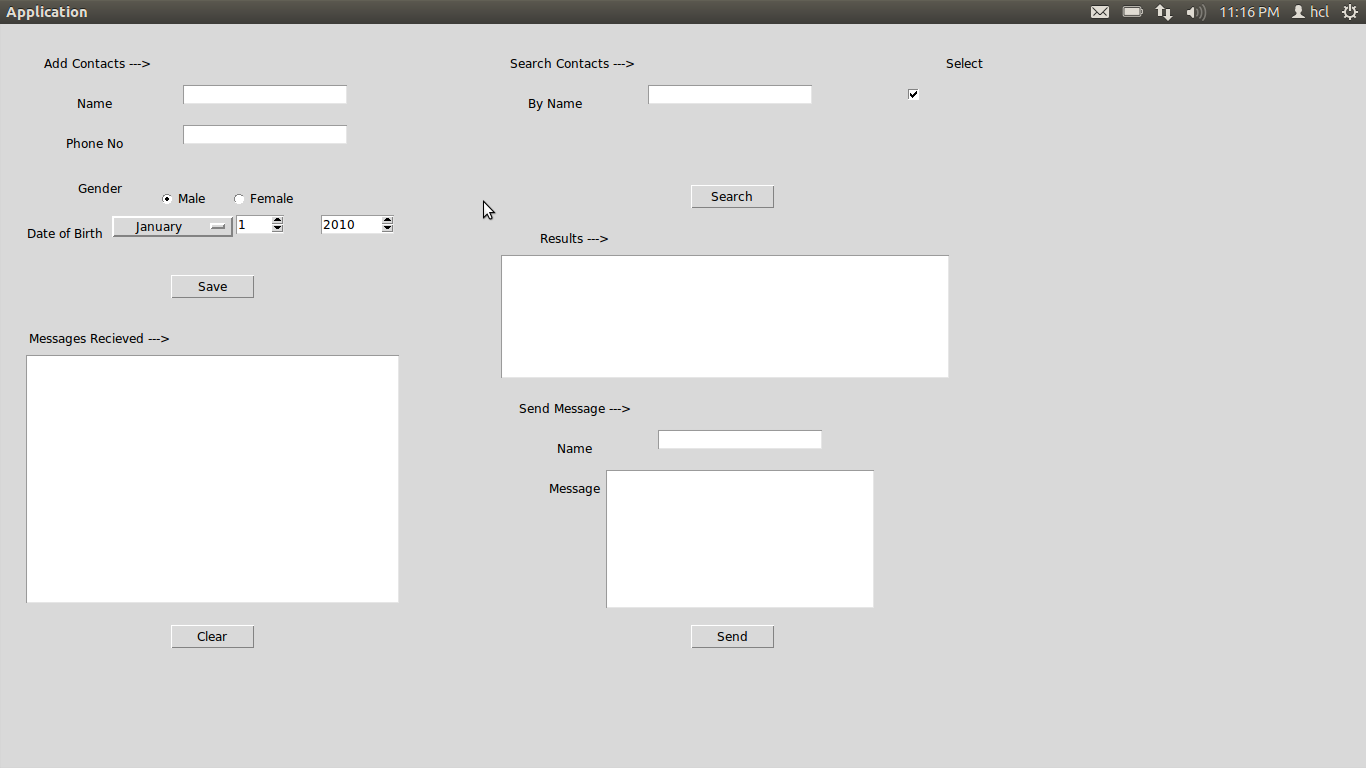 Application
11:16 PM hcl
Add Contacts --->
Name
Phone No
Gender
Male Female
Date of Birth January 1 2010
Save
Messages Recieved --->
Clear
Search Contacts --->
By Name
Search
Results --->
Send Message --->
Name
Message
Send
Select